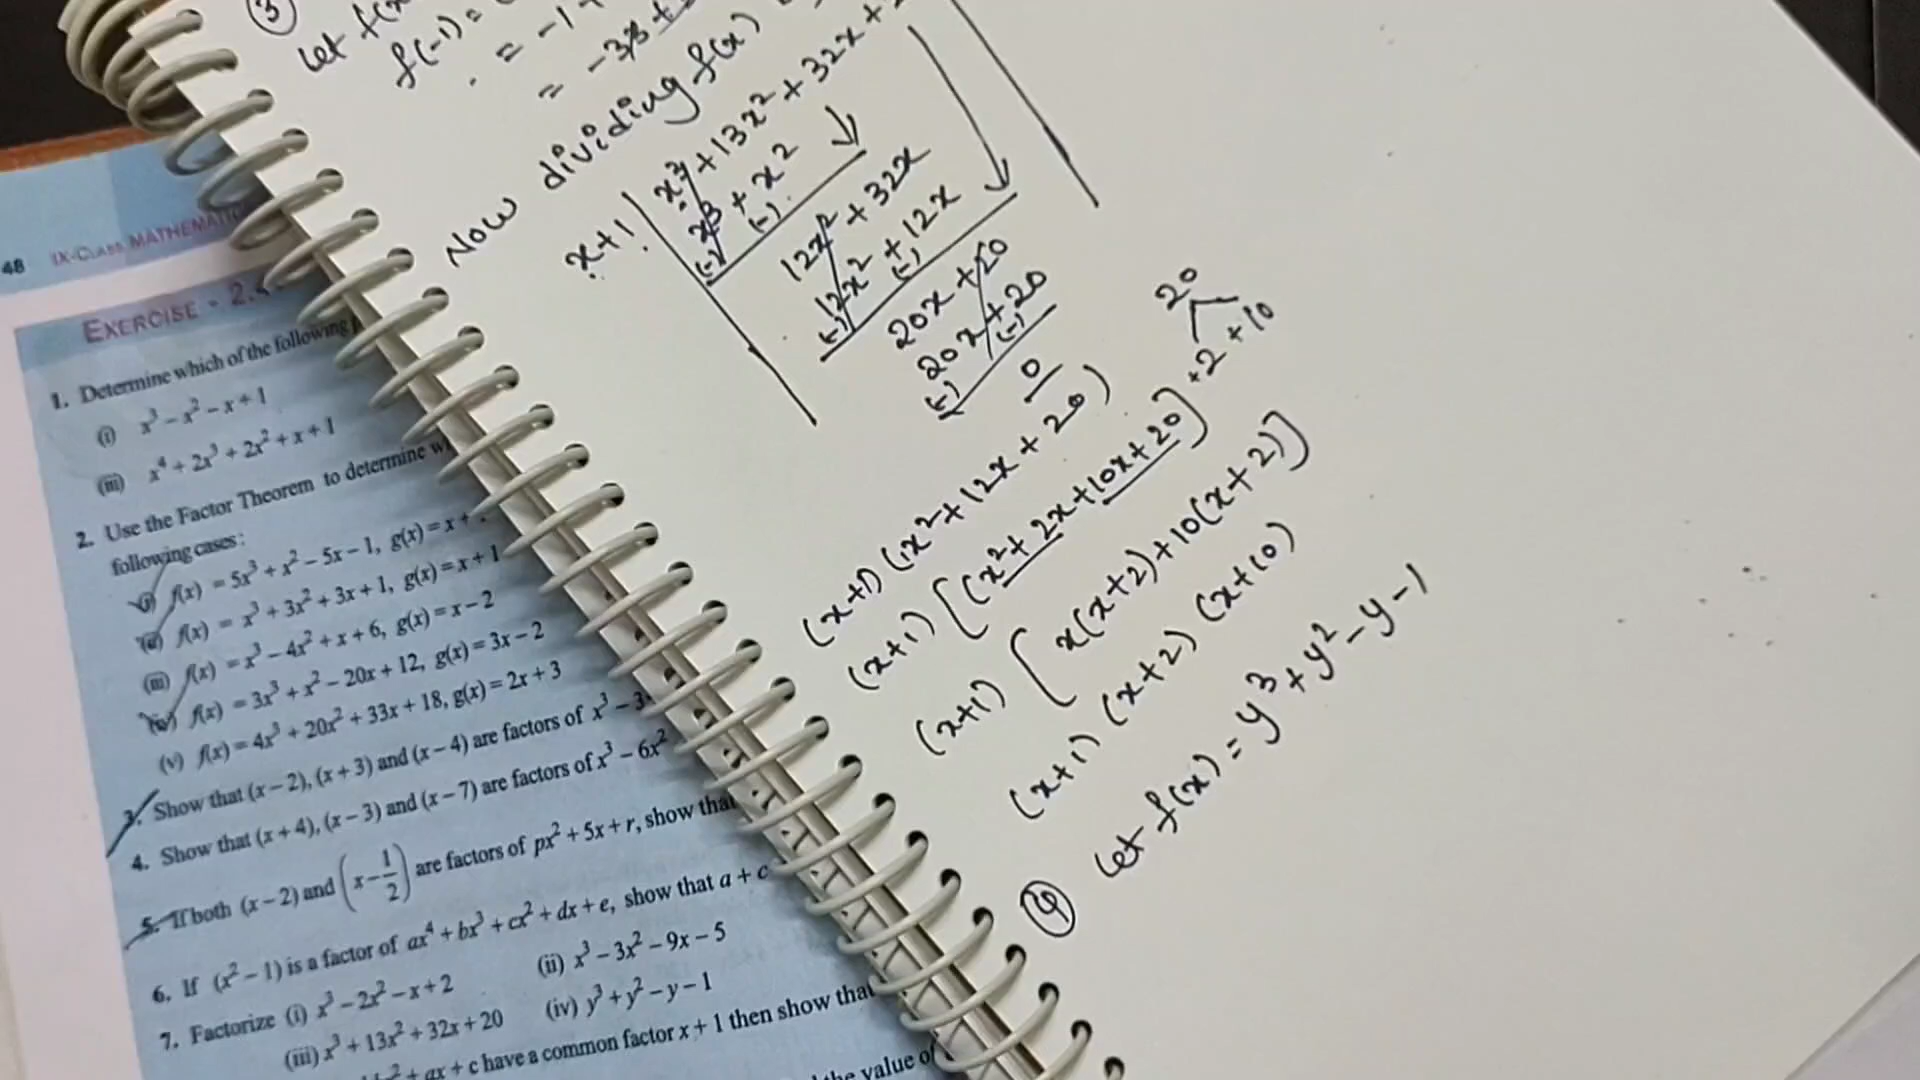 48 IX-CLASS MATHEMAT
EXERCISE - 2.4
1. Determine which of the following
(i) x³ − x² − x + 1
(iii) x⁴ + 2x³ + 2x² + x + 1
2. Use the Factor Theorem to determine
following cases:
(i) f(x) = 5x³ + x² − 5x − 1, g(x) = x +
(ii) f(x) = x³ + 3x² + 3x + 1, g(x) = x + 1
(iii) f(x) = x³ − 4x² + x + 6, g(x) = x − 2
(iv) f(x) = 3x³ + x² − 20x + 12, g(x) = 3x − 2
(v) f(x) = 4x³ + 20x² + 33x + 18, g(x) = 2x + 3
3. Show that (x − 2), (x + 3) and (x − 4) are factors of x³ − 3
4. Show that (x + 4), (x − 3) and (x − 7) are factors of x³ − 6x²
5. If both (x − 2) and (x − 1/2) are factors of px² + 5x + r, show that
6. If (x² − 1) is a factor of ax⁴ + bx³ + cx² + dx + e, show that a + c
7. Factorize (i) x³ − 2x² − x + 2 (ii) x³ − 3x² − 9x − 5
(iii) x³ + 13x² + 32x + 20 (iv) y³ + y² − y − 1
x² + ax + c have a common factor x + 1 then show that
the value of
③
Let f(x
f(-1) =
= -1 +
= -33 +
Now dividing f(x)
x+1 x³ + 13x² + 32x +
x³ + x²
(-) (-)
12x² + 32x
12x² + 12x
(-) (-)
20x + 20
20x + 20
(-) (-)
0
(x+1) (x² + 12x + 20)
20
+2 +10
(x+1) [(x² + 2x + 10x + 20]
(x+1) [ x(x+2) + 10(x+2)]
(x+1) (x+2) (x+10)
④ Let f(x) = y³ + y² − y − 1